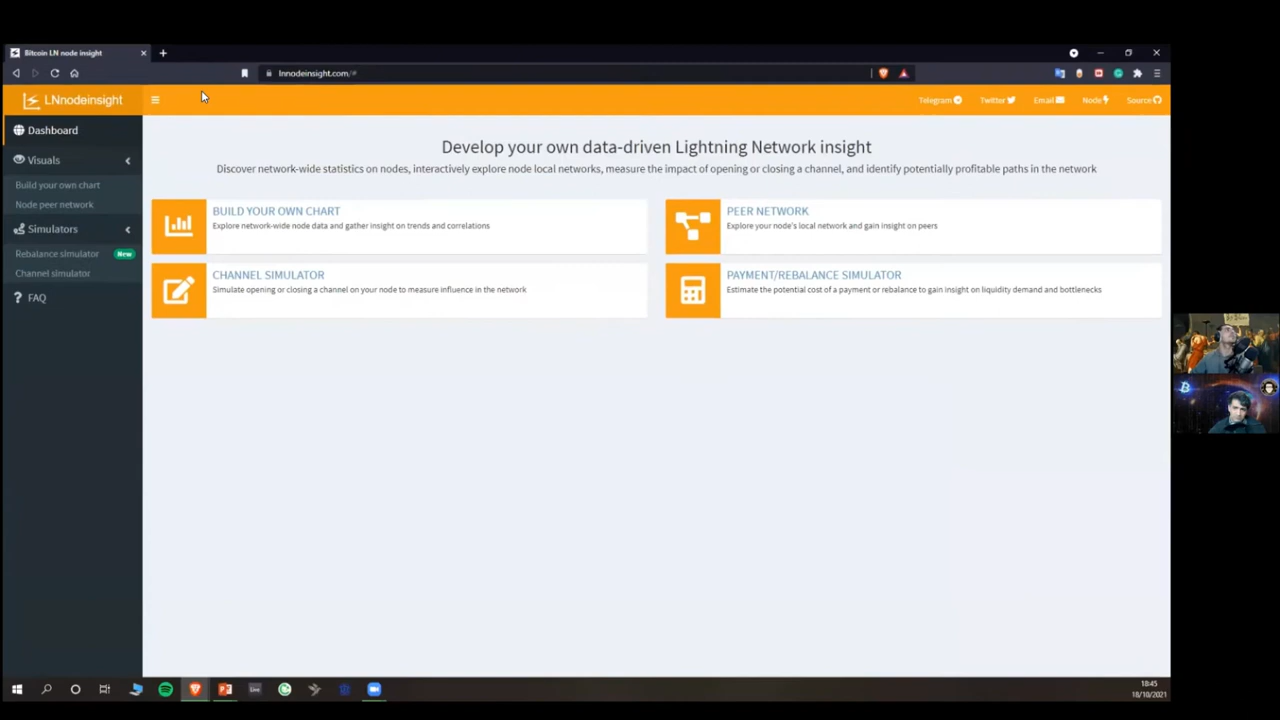 Bitcoin LN node insight
lnnodeinsight.com/#
LNnodeinsight
Telegram
Twitter
Email
Node
Source
Dashboard
Visuals
Build your own chart
Node peer network
Simulators
Rebalance simulator New
Channel simulator
FAQ
Develop your own data-driven Lightning Network insight
Discover network-wide statistics on nodes, interactively explore node local networks, measure the impact of opening or closing a channel, and identify potentially profitable paths in the network
BUILD YOUR OWN CHART
Explore network-wide node data and gather insight on trends and correlations
PEER NETWORK
Explore your node's local network and gain insight on peers
CHANNEL SIMULATOR
Simulate opening or closing a channel on your node to measure influence in the network
PAYMENT/REBALANCE SIMULATOR
Estimate the potential cost of a payment or rebalance to gain insight on liquidity demand and bottlenecks
Live
18:45
18/10/2021